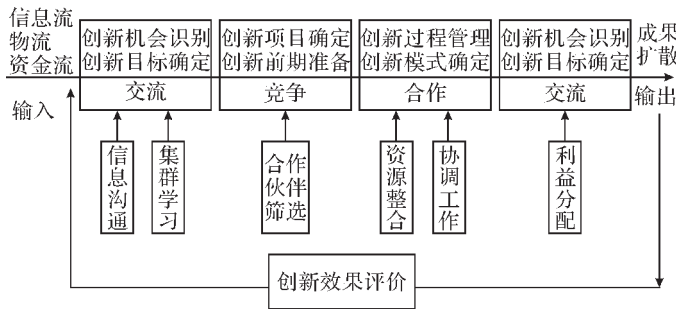 信息流
物流
资金流
输入
创新机会识别
创新目标确定
交流
创新项目确定
创新前期准备
竞争
创新过程管理
创新模式确定
合作
创新机会识别
创新目标确定
交流
成果
扩散
输出
信息沟通
集群学习
合作
伙伴
筛选
资源整合
协调工作
利益分配
创新效果评价